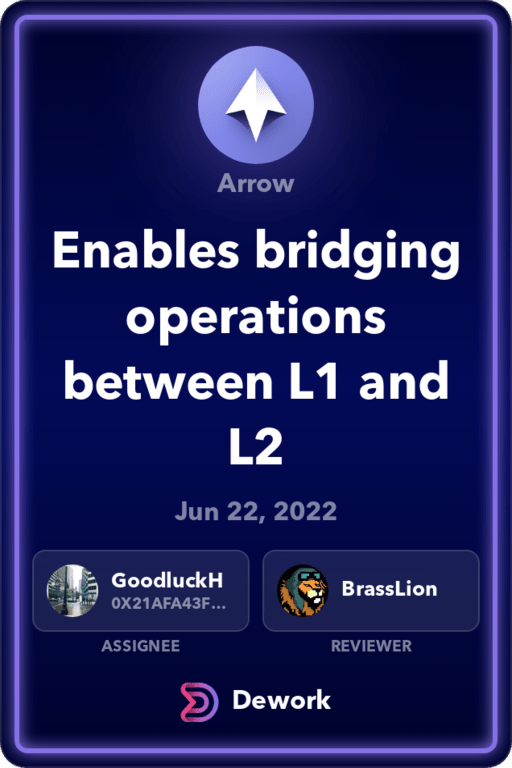 Arrow
Enables bridging
operations
between L1 and
L2
Jun 22, 2022
GoodluckH
0X21AFA43F...
ASSIGNEE
BrassLion
REVIEWER
Dework